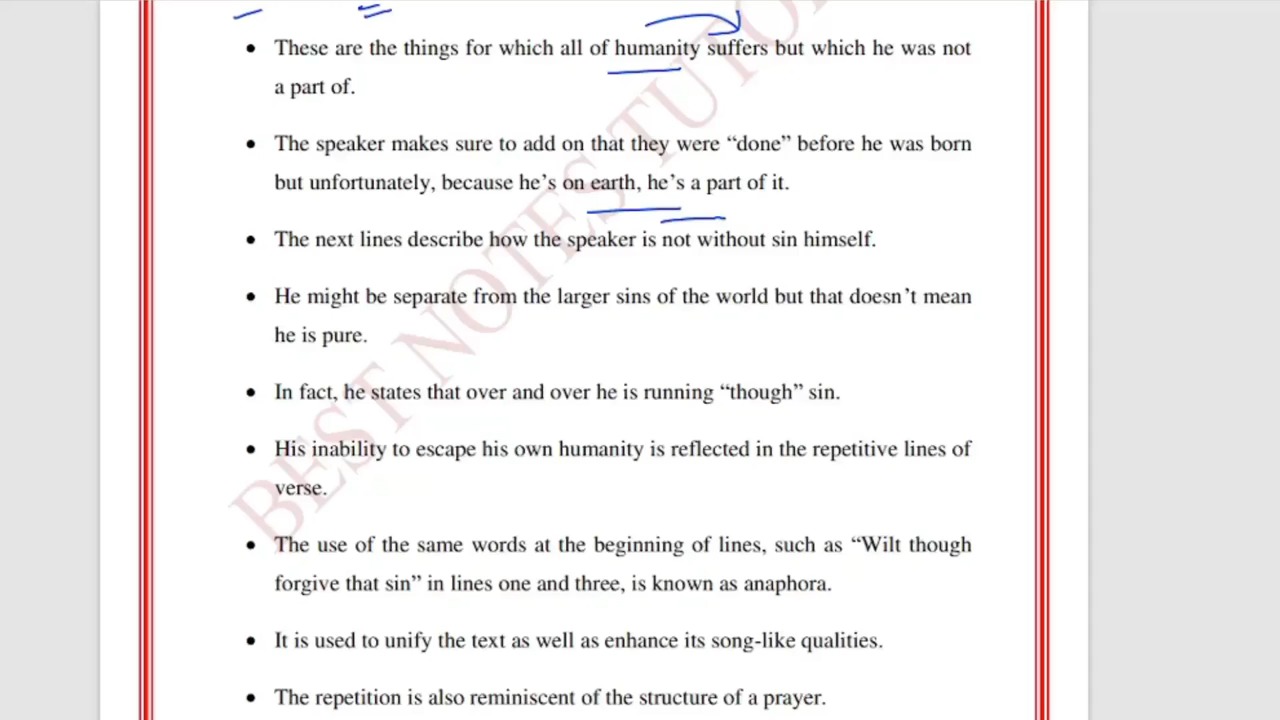 • These are the things for which all of humanity suffers but which he was not
a part of.
• The speaker makes sure to add on that they were “done” before he was born
but unfortunately, because he’s on earth, he’s a part of it.
• The next lines describe how the speaker is not without sin himself.
• He might be separate from the larger sins of the world but that doesn’t mean
he is pure.
• In fact, he states that over and over he is running “though” sin.
• His inability to escape his own humanity is reflected in the repetitive lines of
verse.
• The use of the same words at the beginning of lines, such as “Wilt though
forgive that sin” in lines one and three, is known as anaphora.
• It is used to unify the text as well as enhance its song-like qualities.
• The repetition is also reminiscent of the structure of a prayer.
BEST NOTES TUTOR